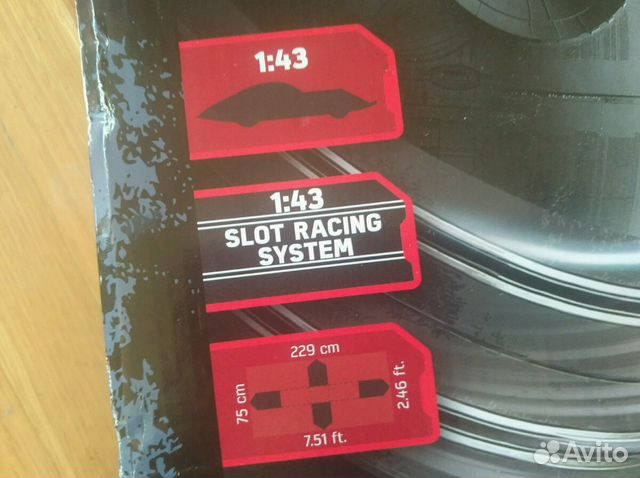 1:43
1:43
SLOT RACING
SYSTEM
229 cm
75 cm
2.46 ft.
7.51 ft.
Avito